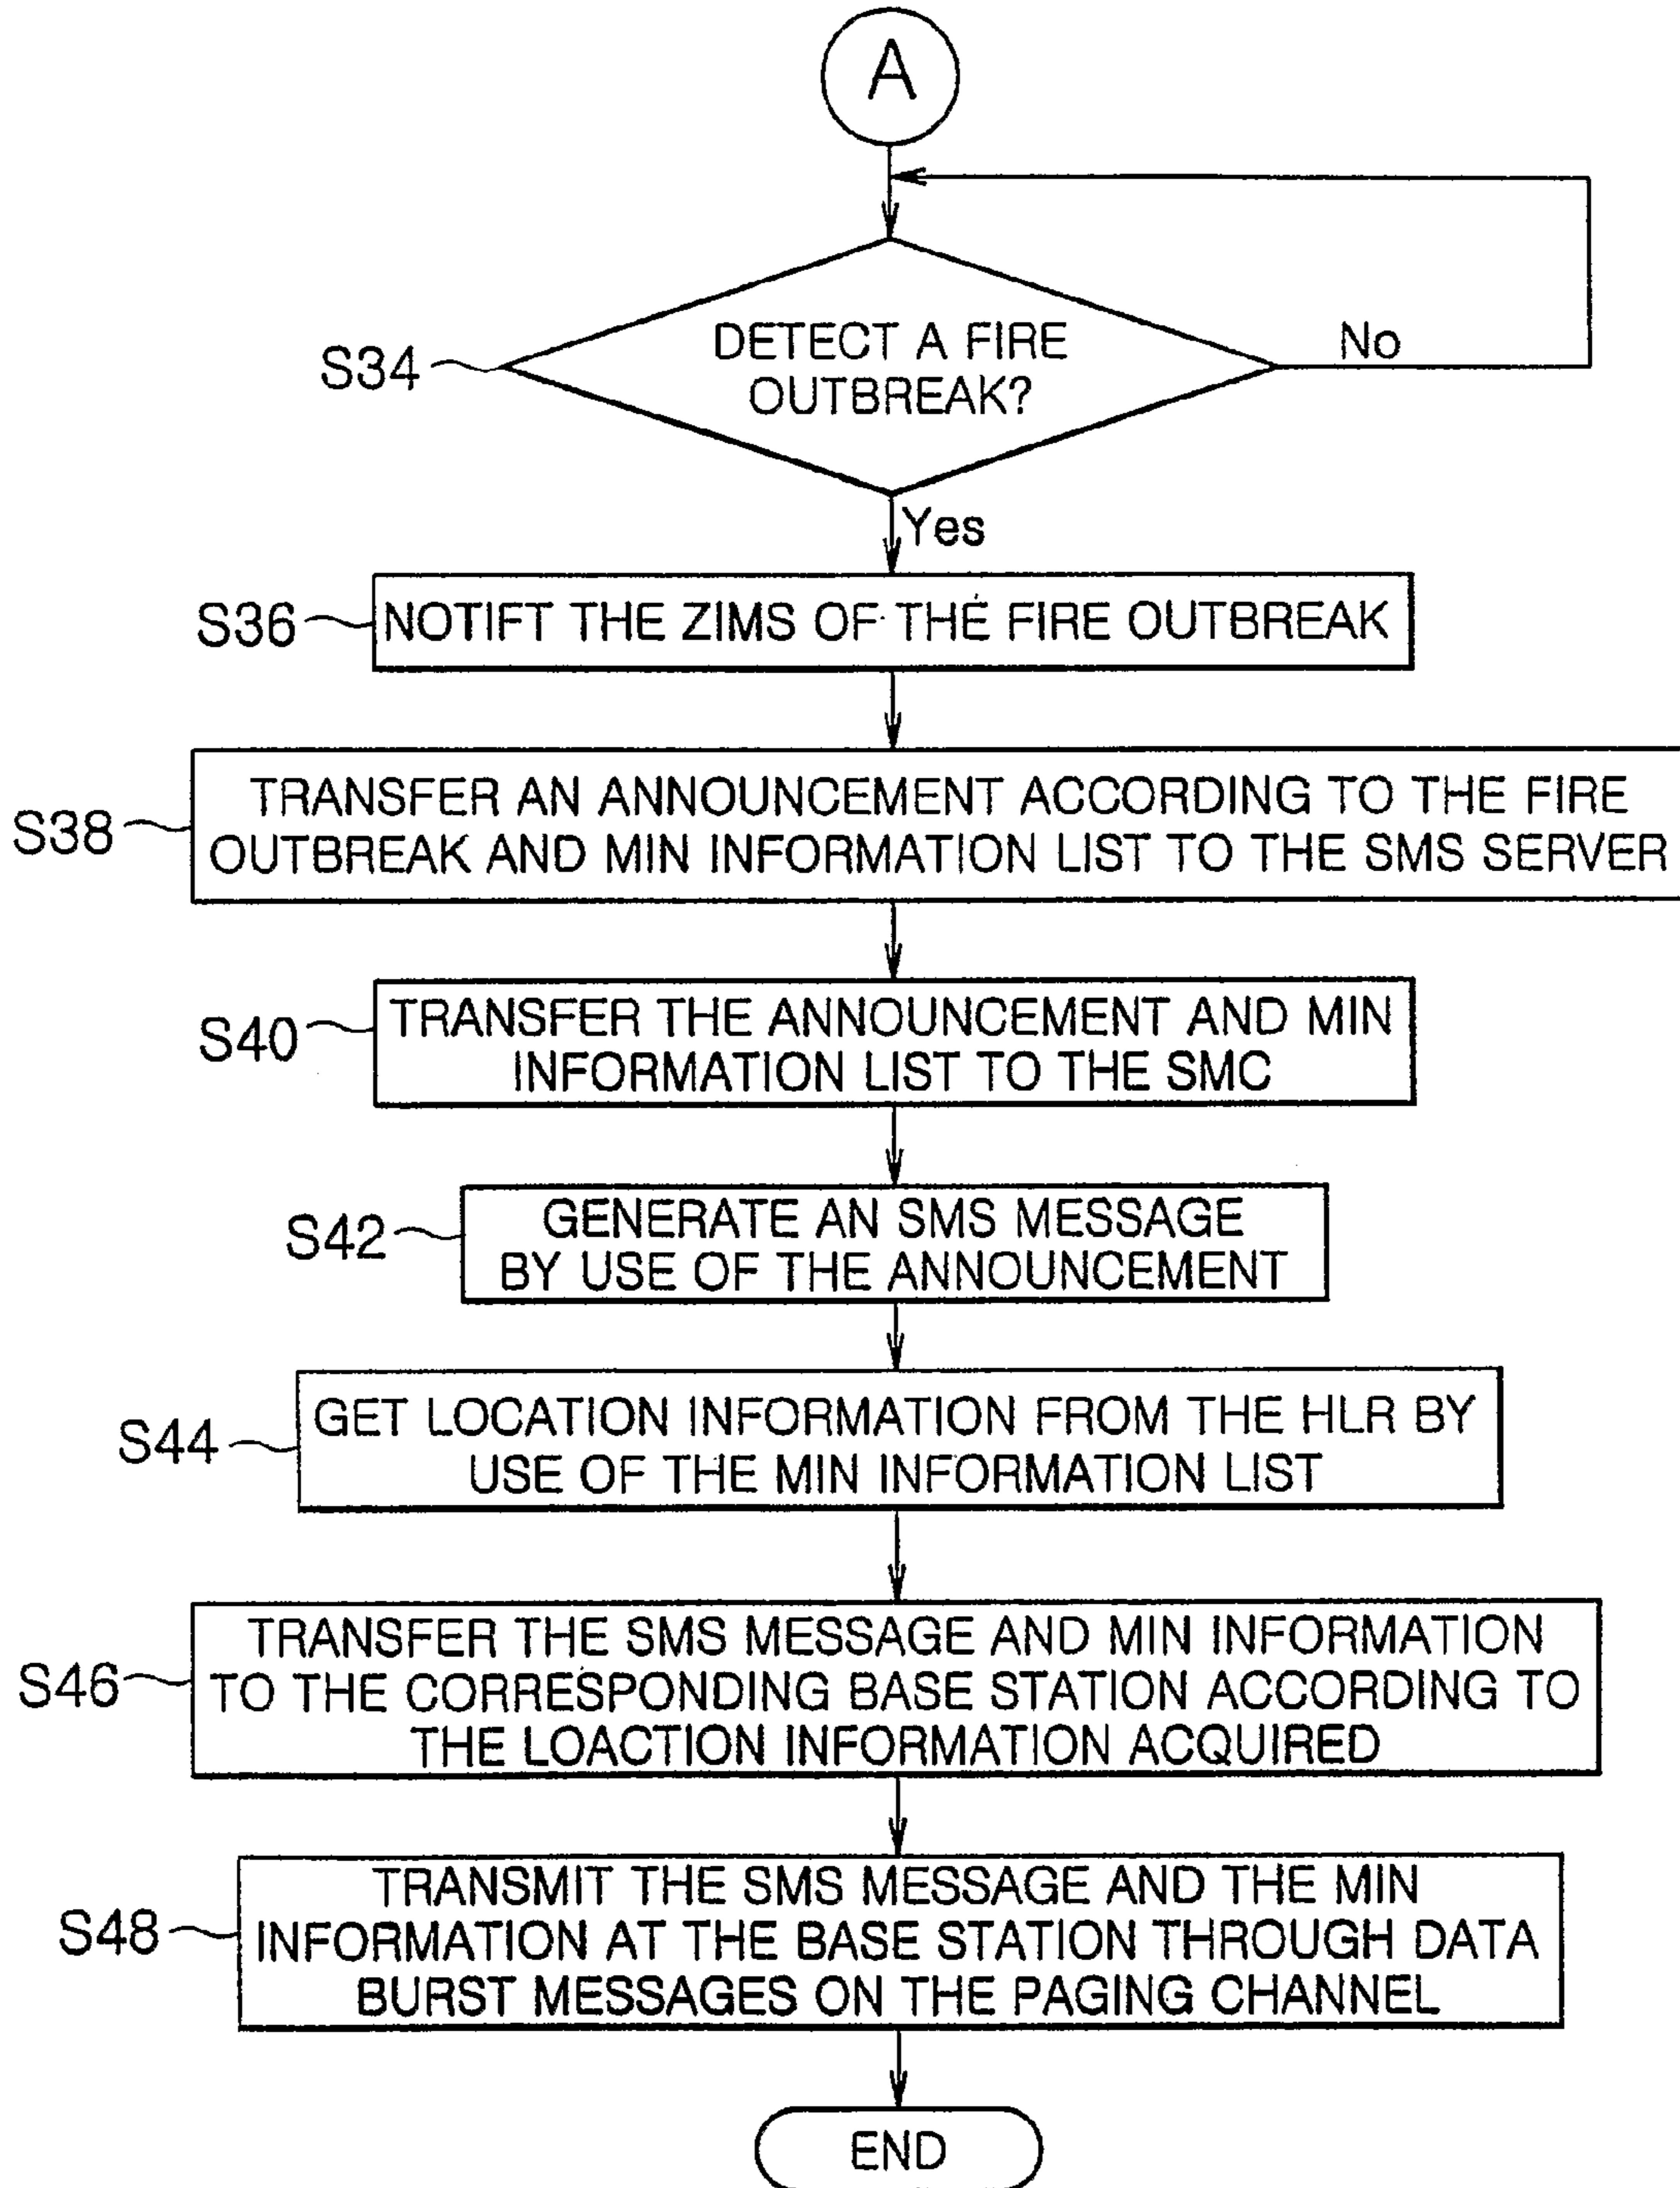 A
DETECT A FIRE
OUTBREAK?
No
S34
Yes
S36
NOTIFT THE ZIMS OF THE FIRE OUTBREAK
S38
TRANSFER AN ANNOUNCEMENT ACCORDING TO THE FIRE
OUTBREAK AND MIN INFORMATION LIST TO THE SMS SERVER
S40
TRANSFER THE ANNOUNCEMENT AND MIN
INFORMATION LIST TO THE SMC
S42
GENERATE AN SMS MESSAGE
BY USE OF THE ANNOUNCEMENT
S44
GET LOCATION INFORMATION FROM THE HLR BY
USE OF THE MIN INFORMATION LIST
S46
TRANSFER THE SMS MESSAGE AND MIN INFORMATION
TO THE CORRESPONDING BASE STATION ACCORDING TO
THE LOACTION INFORMATION ACQUIRED
S48
TRANSMIT THE SMS MESSAGE AND THE MIN
INFORMATION AT THE BASE STATION THROUGH DATA
BURST MESSAGES ON THE PAGING CHANNEL
END